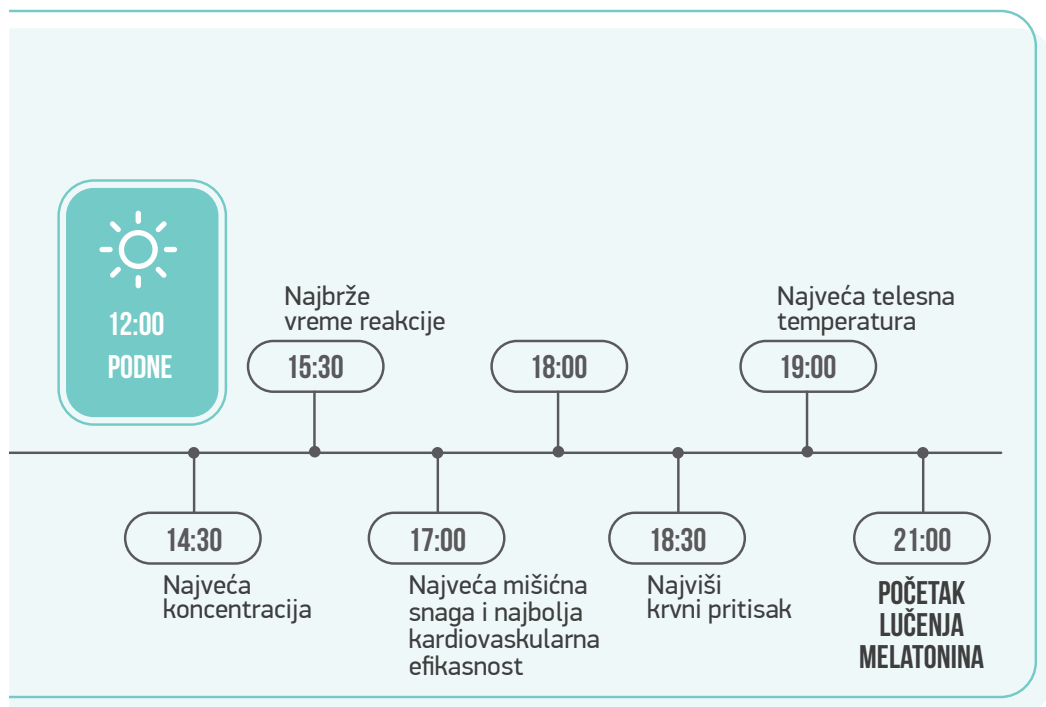 12:00
PODNE
14:30
Najveća
koncentracija
Najbrže
vreme reakcije
15:30
17:00
Najveća mišićna
snaga i najbolja
kardiovaskularna
efikasnost
18:00
18:30
Najviši
krvni pritisak
Najveća telesna
temperatura
19:00
21:00
POČETAK
LUČENJA
MELATONINA